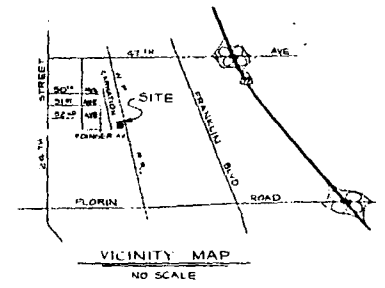 47TH AVE
STREET
24TH
50TH AVE
51ST AVE
52ND AVE
CARNATION
W. P.
R.R.
SITE
FRANKLIN
BLVD
FLORIN ROAD
VICINITY MAP
NO SCALE